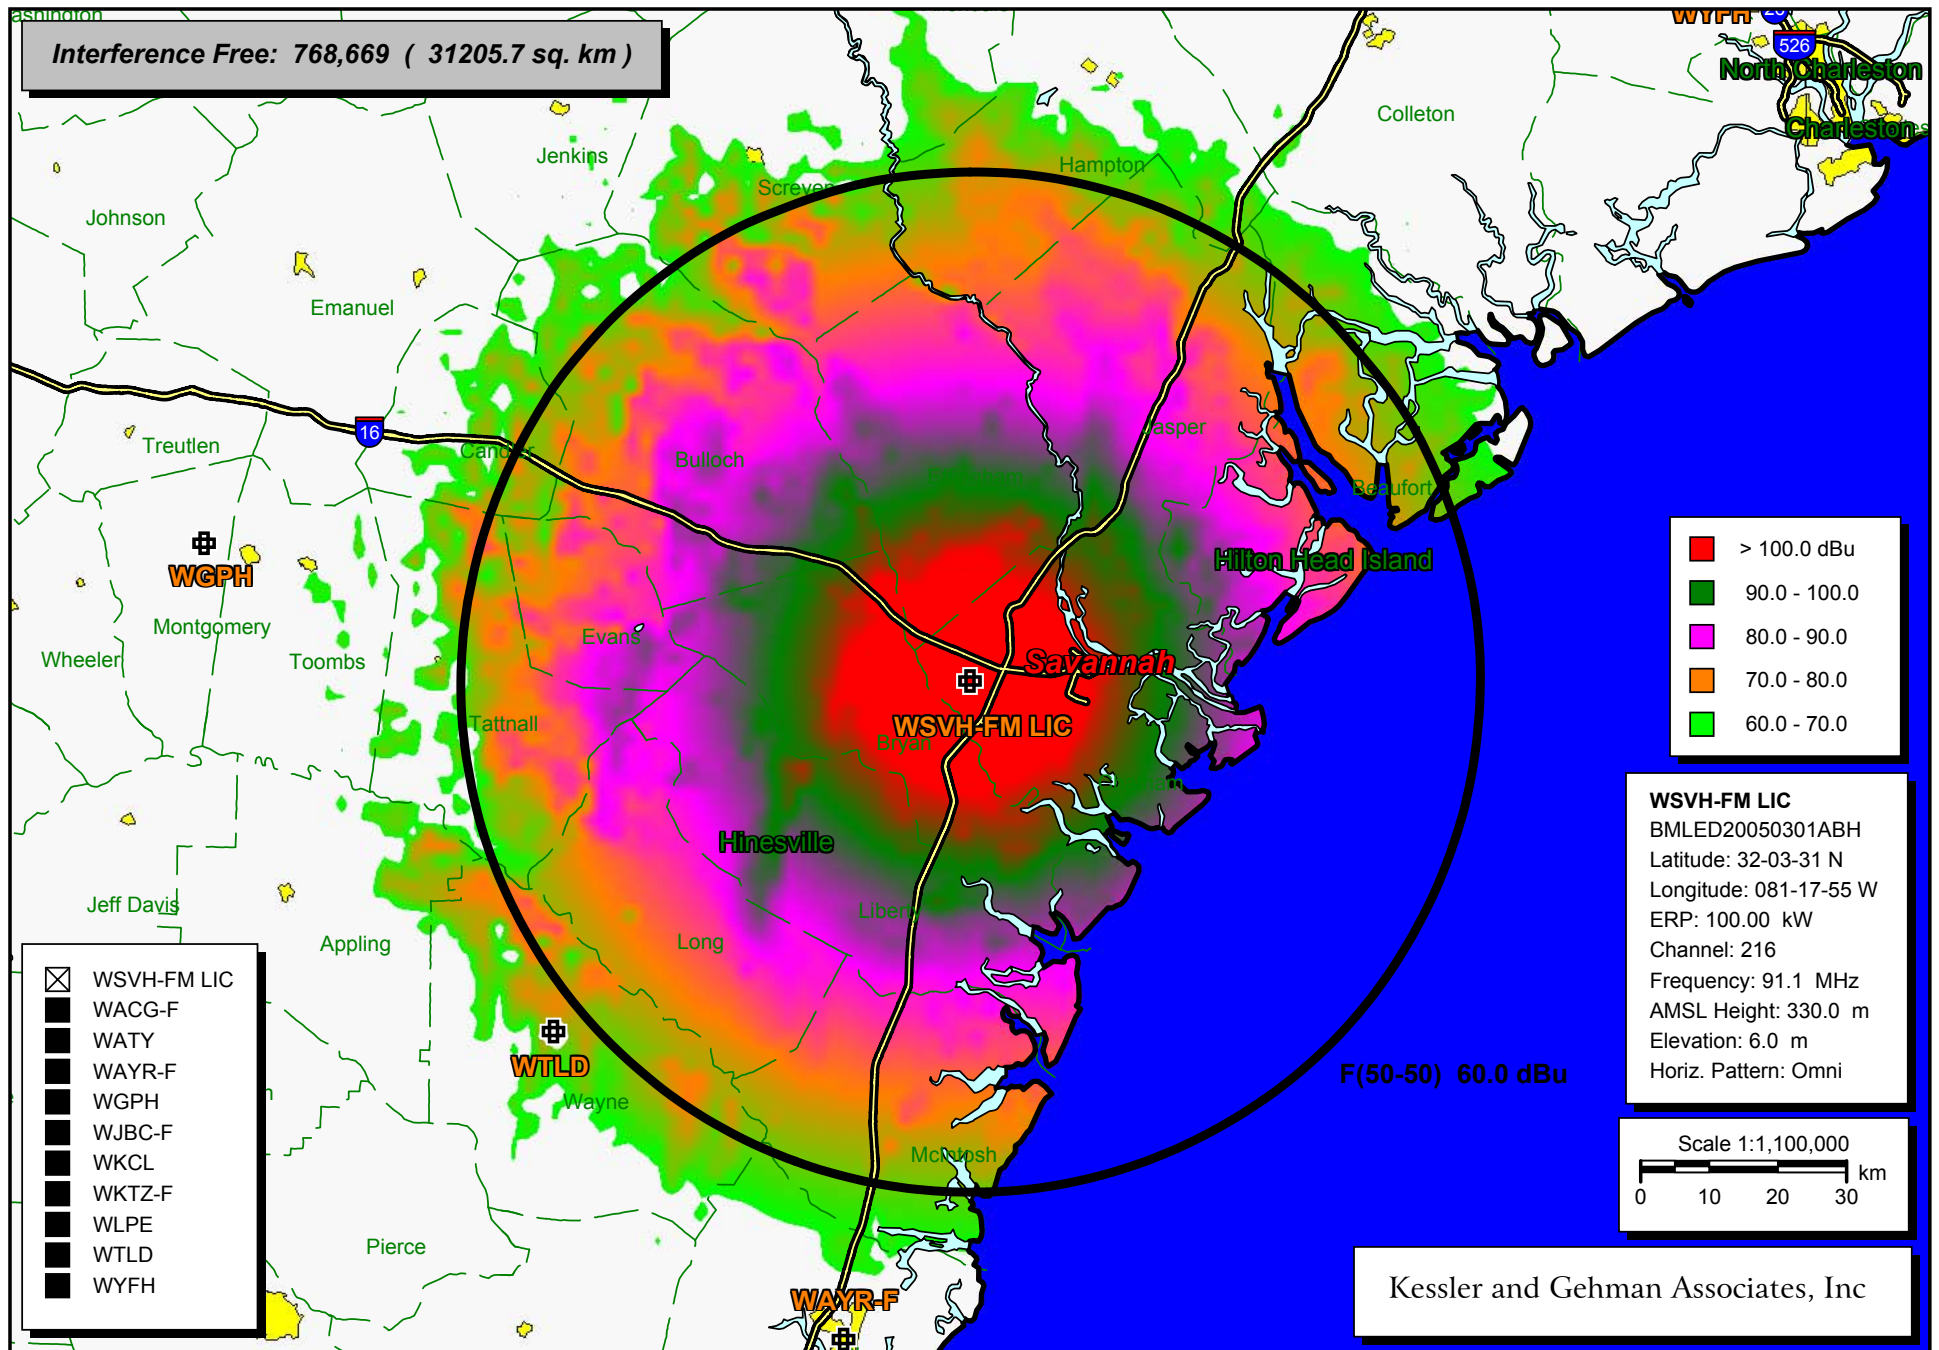 Interference Free: 768,669 ( 31205.7 sq. km )
WYFH
526
North Charleston
Charleston
Colleton
Jenkins
Hampton
Screven
Johnson
Emanuel
16
Treutlen
Candler
Bulloch
Jasper
Beaufort
Hilton Head Island
WGPH
Montgomery
Wheeler
Toombs
Evans
Savannah
Tattnall
WSVH-FM LIC
Bryan
Hinesville
Liberty
Long
Jeff Davis
Appling
WTLD
Wayne
McIntosh
Pierce
WAYR-F
F(50-50) 60.0 dBu
> 100.0 dBu
90.0 - 100.0
80.0 - 90.0
70.0 - 80.0
60.0 - 70.0
WSVH-FM LIC
BMLED20050301ABH
Latitude: 32-03-31 N
Longitude: 081-17-55 W
ERP: 100.00 kW
Channel: 216
Frequency: 91.1 MHz
AMSL Height: 330.0 m
Elevation: 6.0 m
Horiz. Pattern: Omni
Scale 1:1,100,000
km
0 10 20 30
WSVH-FM LIC
WACG-F
WATY
WAYR-F
WGPH
WJBC-F
WKCL
WKTZ-F
WLPE
WTLD
WYFH
Kessler and Gehman Associates, Inc